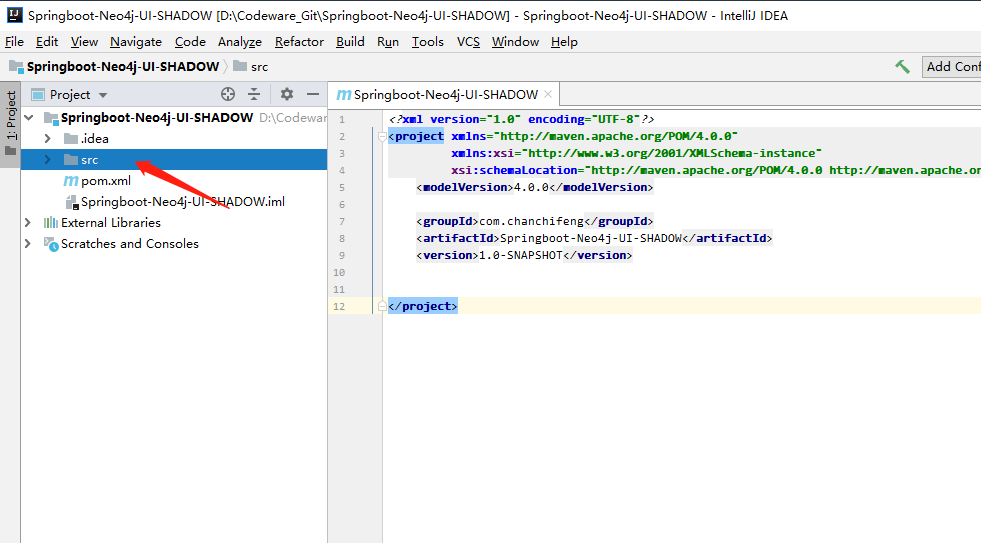 Springboot-Neo4j-UI-SHADOW [D:\Codeware_Git\Springboot-Neo4j-UI-SHADOW] - Springboot-Neo4j-UI-SHADOW - IntelliJ IDEA
File Edit View Navigate Code Analyze Refactor Build Run Tools VCS Window Help
Springboot-Neo4j-UI-SHADOW src
Add Conf
1: Project
Project
Springboot-Neo4j-UI-SHADOW D:\Codewar
.idea
src
pom.xml
Springboot-Neo4j-UI-SHADOW.iml
External Libraries
Scratches and Consoles
Springboot-Neo4j-UI-SHADOW
1 <?xml version="1.0" encoding="UTF-8"?>
2 <project xmlns="http://maven.apache.org/POM/4.0.0"
3 xmlns:xsi="http://www.w3.org/2001/XMLSchema-instance"
4 xsi:schemaLocation="http://maven.apache.org/POM/4.0.0 http://maven.apache.or
5 <modelVersion>4.0.0</modelVersion>
6
7 <groupId>com.chanchifeng</groupId>
8 <artifactId>Springboot-Neo4j-UI-SHADOW</artifactId>
9 <version>1.0-SNAPSHOT</version>
10
11
12 </project>